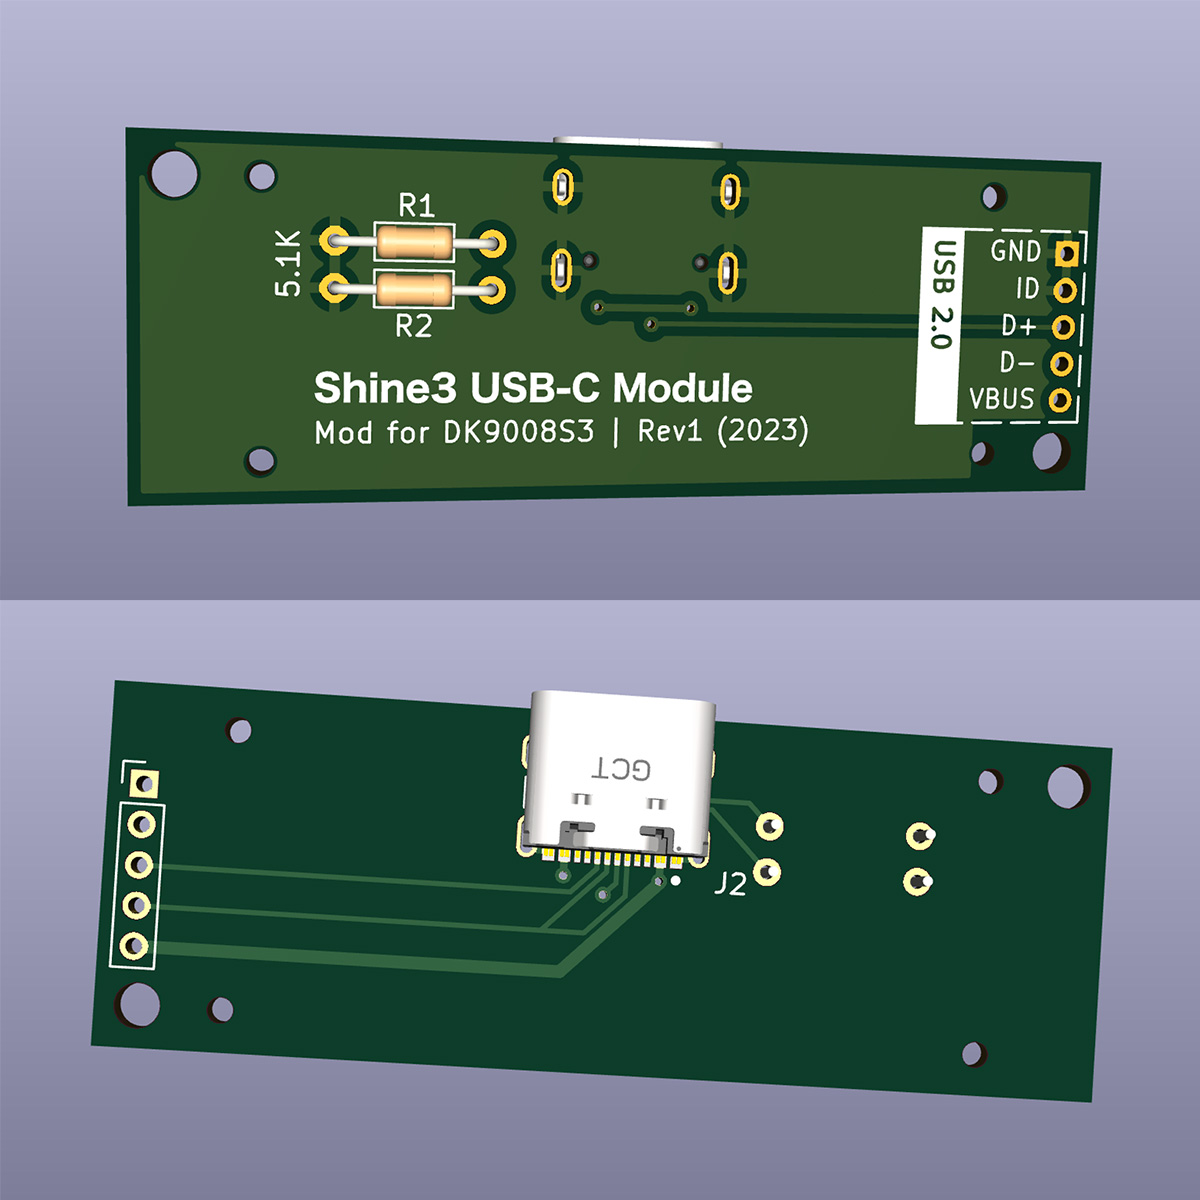 R1
5.1K
R2
USB 2.0
GND
ID
D+
D-
VBUS
Shine3 USB-C Module
Mod for DK9008S3 | Rev1 (2023)
GCT
J2